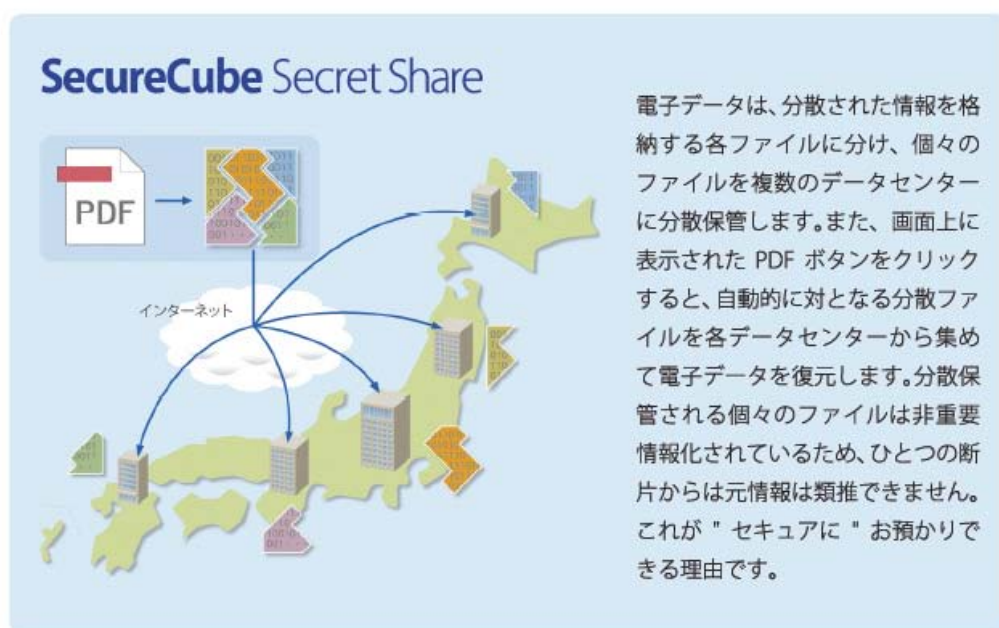 SecureCube Secret Share
PDF
インターネット
電子データは、分散された情報を格
納する各ファイルに分け、個々の
ファイルを複数のデータセンター
に分散保管します。また、画面上に
表示された PDF ボタンをクリック
すると、自動的に対となる分散ファ
イルを各データセンターから集め
て電子データを復元します。分散保
管される個々のファイルは非重要
情報化されているため、ひとつの断
片からは元情報は類推できません。
これが " セキュアに " お預かりで
きる理由です。